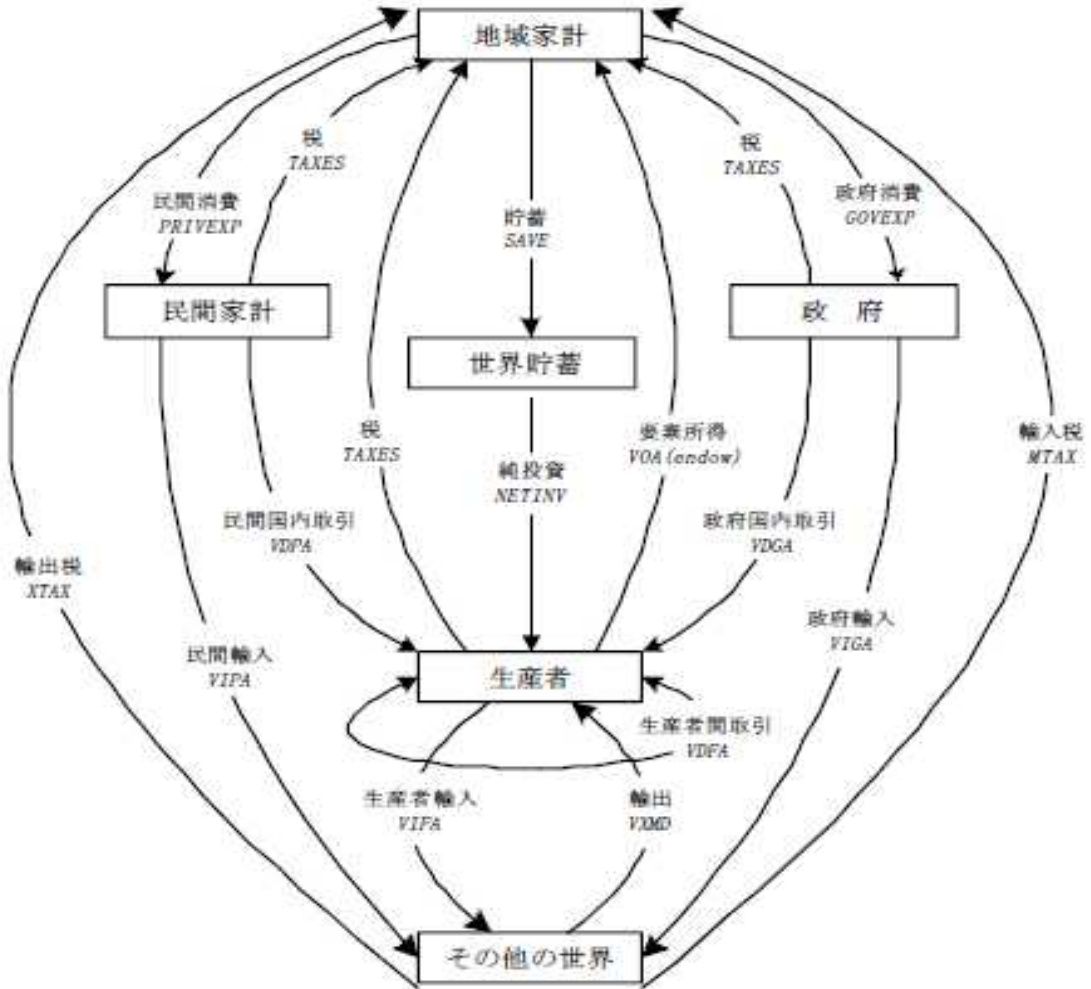 地域家計
税
TAXES
税
TAXES
民間消費
PRIVEXP
貯蓄
SAVE
政府消費
GOVEXP
民間家計
政 府
世界貯蓄
税
TAXES
純投資
NETINV
要素所得
VOA(endow)
輸入税
MTAX
民間国内取引
VDPA
政府国内取引
VDGA
輸出税
XTAX
民間輸入
VIPA
政府輸入
VIGA
生産者
生産者間取引
VDFA
生産者輸入
VIFA
輸出
VXMD
その他の世界